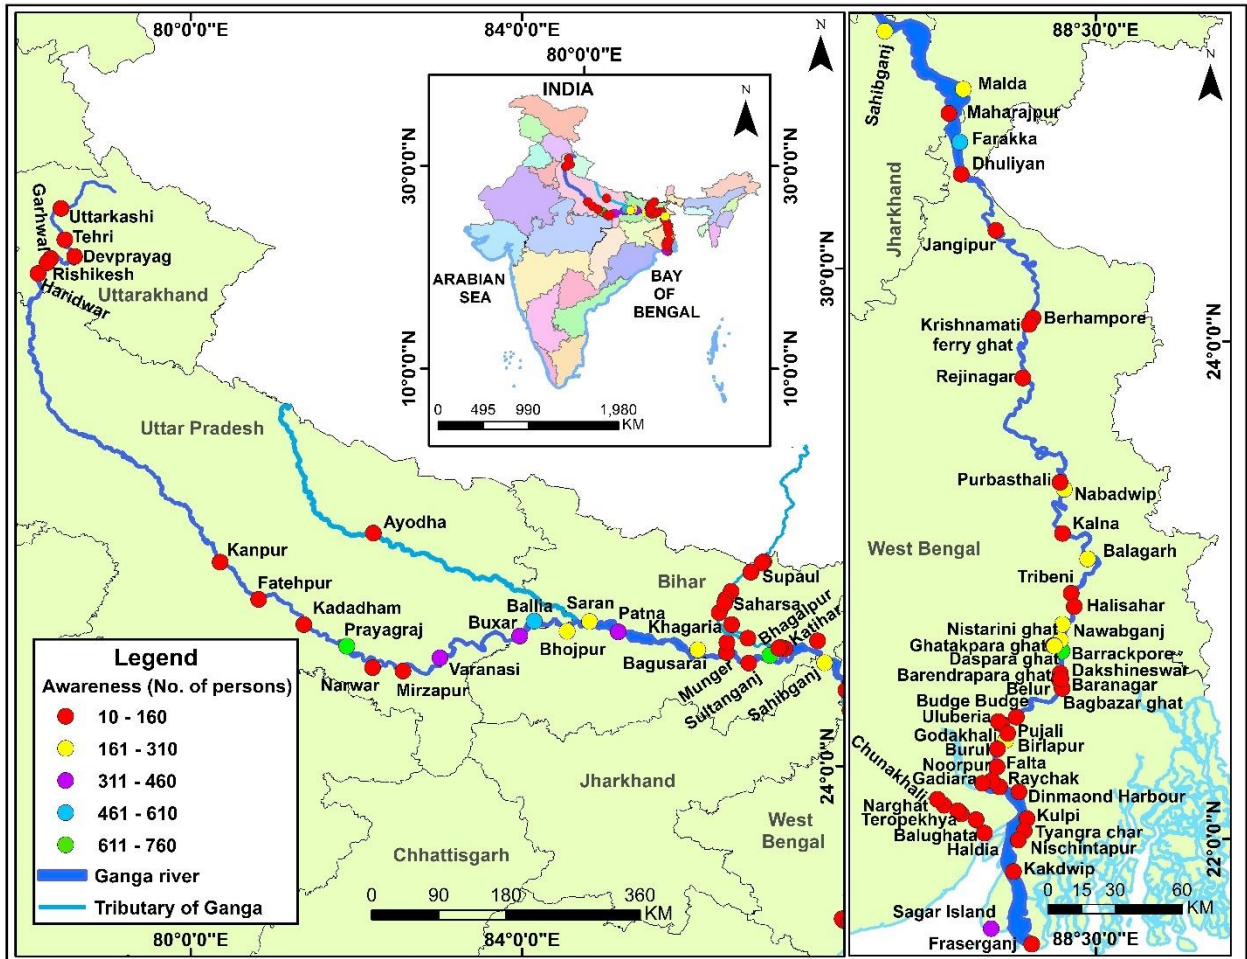 80°0'0"E
84°0'0"E
N
80°0'0"E
INDIA
N
30°0'0"N
30°0'0"N
ARABIAN
SEA
BAY
OF
BENGAL
10°0'0"N
10°0'0"N
0 495 990 1,980
KM
Garhwal
Uttarkashi
Tehri
Devprayag
Rishikesh
Haridwar
Uttarakhand
30°0'0"N
Uttar Pradesh
Ayodha
Kanpur
Fatehpur
Kadadham
Prayagraj
Narwar
Mirzapur
Varanasi
Buxar
Ballia
Bhojpur
Saran
Patna
Bihar
Supaul
Saharsa
Khagaria
Bhagalpur
Katihar
Bagusarai
Munger
Sultanganj
Sahibganj
Jharkhand
West
Bengal
Chhattisgarh
24°0'0"N
0 90 180 360
KM
80°0'0"E
84°0'0"E
Legend
Awareness (No. of persons)
10 - 160
161 - 310
311 - 460
461 - 610
611 - 760
Ganga river
Tributary of Ganga
88°30'0"E
N
Sahibganj
Malda
Maharajpur
Farakka
Dhuliyan
Jharkhand
Jangipur
Berhampore
Krishnamati
ferry ghat
24°0'0"N
Rejinagar
Purbasthali
Nabadwip
Kalna
West Bengal
Balagarh
Tribeni
Halisahar
Nistarini ghat
Nawabganj
Ghatakpara ghat
Barrackpore
Daspara ghat
Dakshineswar
Barendrapara ghat
Baranagar
Belur
Bagbazar ghat
Budge Budge
Uluberia
Pujali
Godakhali
Birlapur
Burul
Falta
Noorpur
Raychak
Gadiara
Chunakhali
Dinmaond Harbour
Narghat
Kulpi
Teropekhya
Tyangra char
Balughata
Nischintapur
Haldia
Kakdwip
22°0'0"N
0 15 30 60
KM
Sagar Island
Fraserganj
88°30'0"E